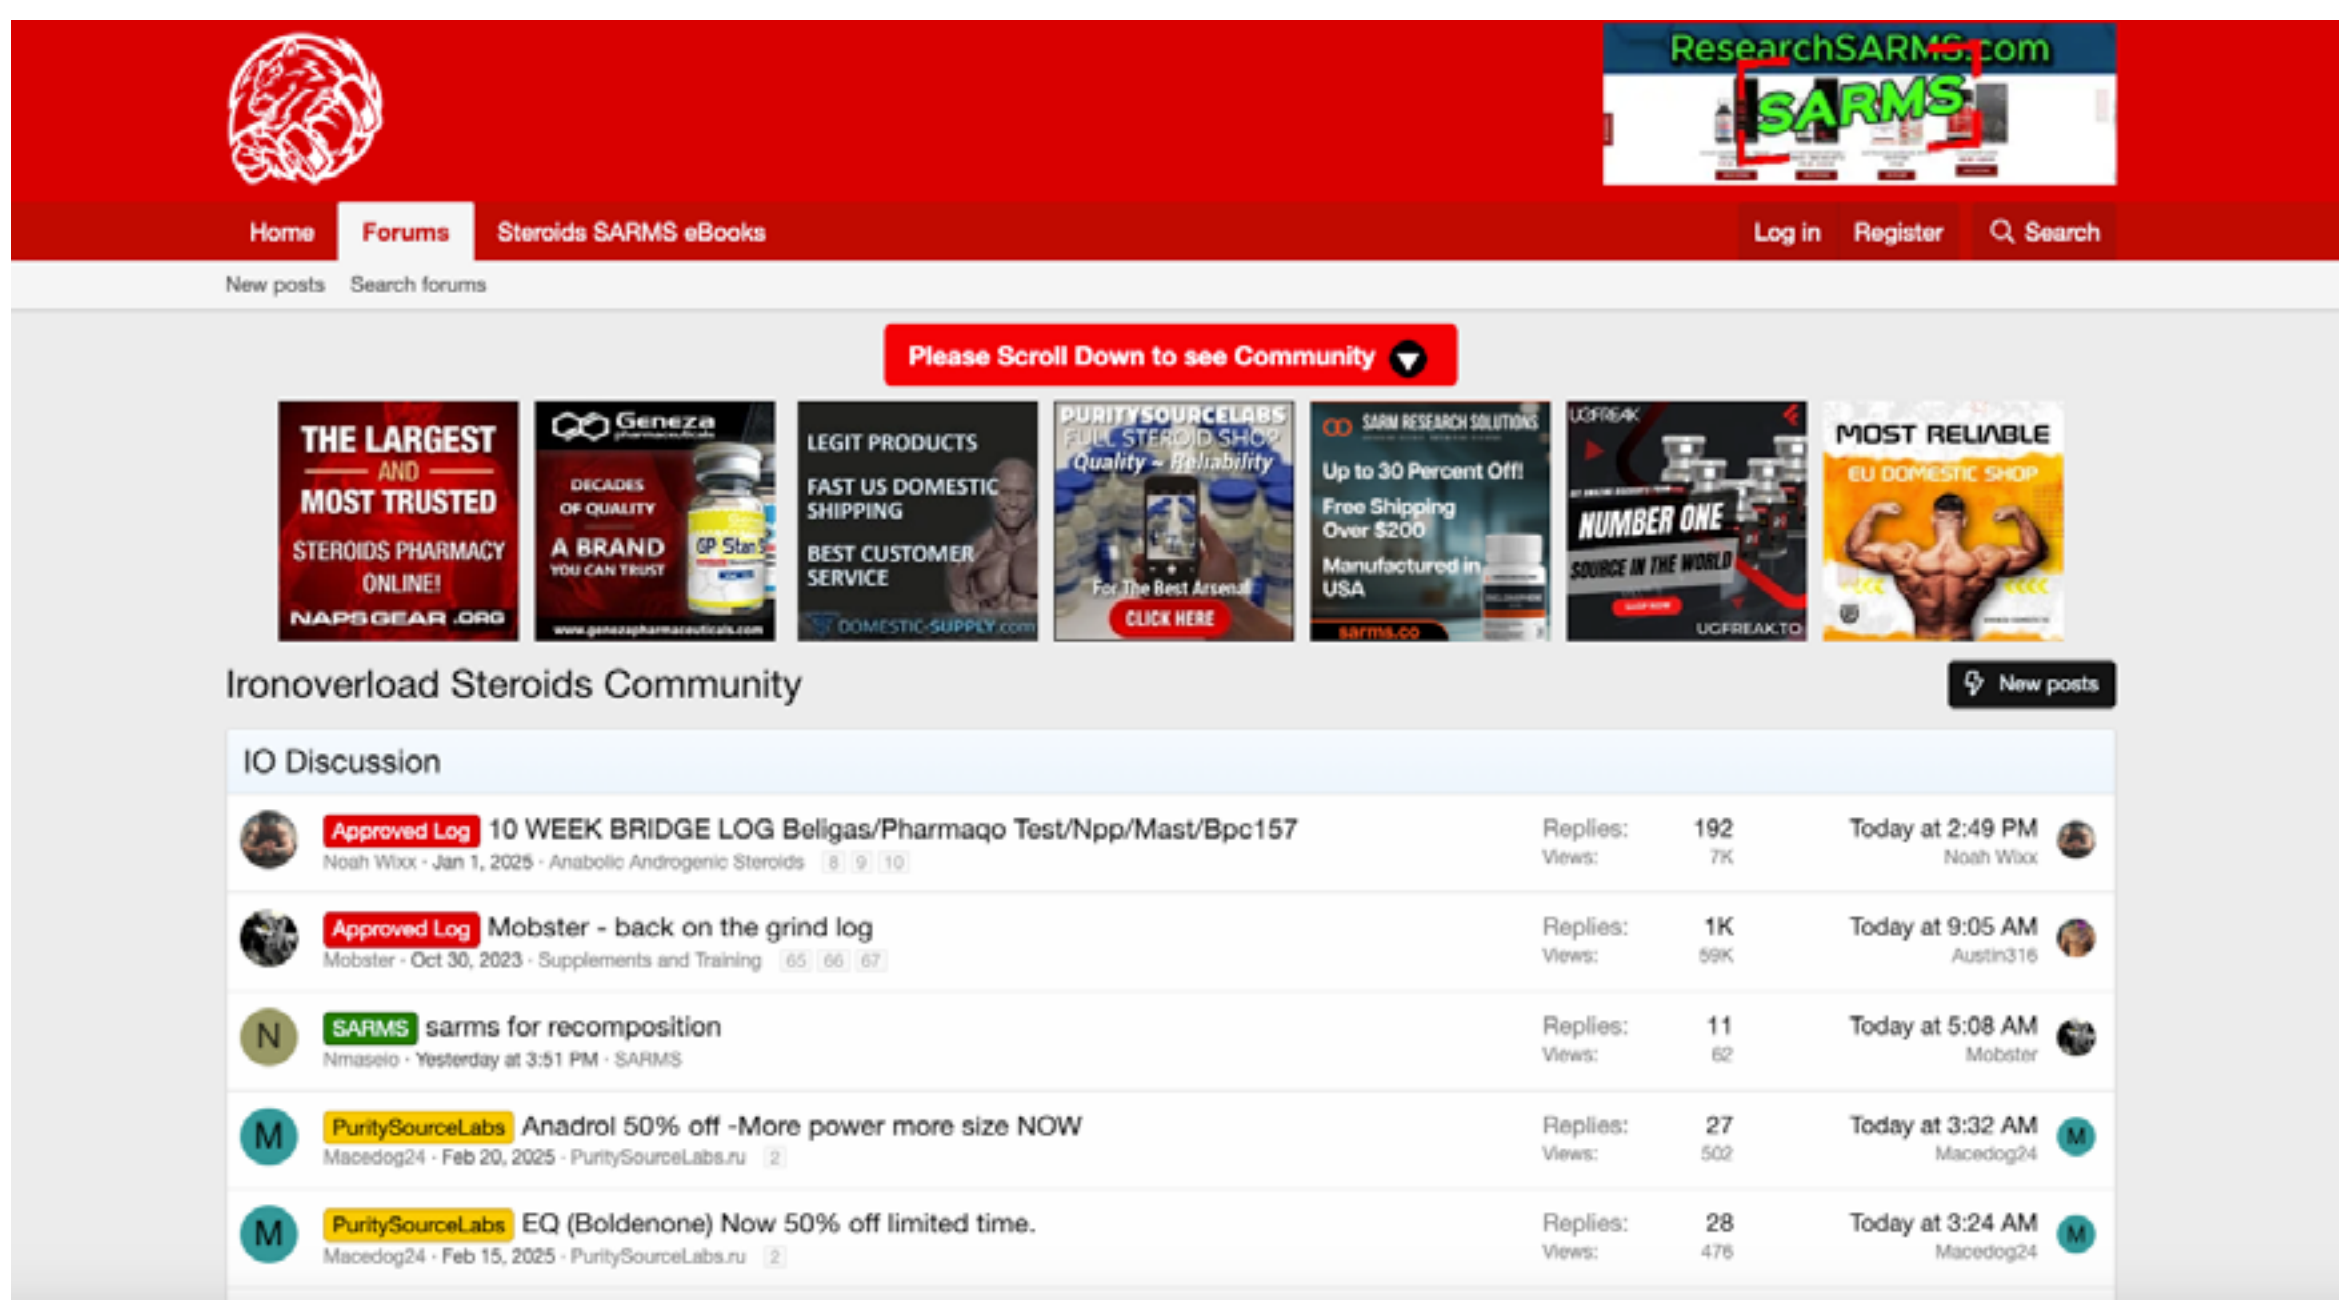 ResearchSARMS.com
SARMS
Home
Forums
Steroids SARMS eBooks
Log in
Register
Search
New posts
Search forums
Please Scroll Down to see Community
THE LARGEST
AND
MOST TRUSTED
STEROIDS PHARMACY
ONLINE!
NAPSGEAR.ORG
Geneza
pharmaceuticals
DECADES
OF QUALITY
A BRAND
YOU CAN TRUST
GP Stan
www.genezapharmaceuticals.com
LEGIT PRODUCTS
FAST US DOMESTIC
SHIPPING
BEST CUSTOMER
SERVICE
DOMESTIC-SUPPLY.com
PURITYSOURCELABS
FULL STEROID SHOP
Quality ~ Reliability
For The Best Arsenal
CLICK HERE
SARM RESEARCH SOLUTIONS
Up to 30 Percent Off!
Free Shipping
Over $200
Manufactured in
USA
sarms.co
UGFREAK
NUMBER ONE
SOURCE IN THE WORLD
SHOP NOW
UGFREAK.TO
MOST RELIABLE
EU DOMESTIC SHOP
Ironoverload Steroids Community
New posts
IO Discussion
Approved Log 10 WEEK BRIDGE LOG Beligas/Pharmaqo Test/Npp/Mast/Bpc157
Noah Wixx · Jan 1, 2025 · Anabolic Androgenic Steroids 8 9 10
Replies: 192
Views: 7K
Today at 2:49 PM
Noah Wixx
Approved Log Mobster - back on the grind log
Mobster · Oct 30, 2023 · Supplements and Training 65 66 67
Replies: 1K
Views: 59K
Today at 9:05 AM
Austin316
N
SARMS sarms for recomposition
Nmaseio · Yesterday at 3:51 PM · SARMS
Replies: 11
Views: 62
Today at 5:08 AM
Mobster
M
PuritySourceLabs Anadrol 50% off -More power more size NOW
Macedog24 · Feb 20, 2025 · PuritySourceLabs.ru 2
Replies: 27
Views: 502
Today at 3:32 AM
Macedog24
M
M
PuritySourceLabs EQ (Boldenone) Now 50% off limited time.
Macedog24 · Feb 15, 2025 · PuritySourceLabs.ru 2
Replies: 28
Views: 476
Today at 3:24 AM
Macedog24
M